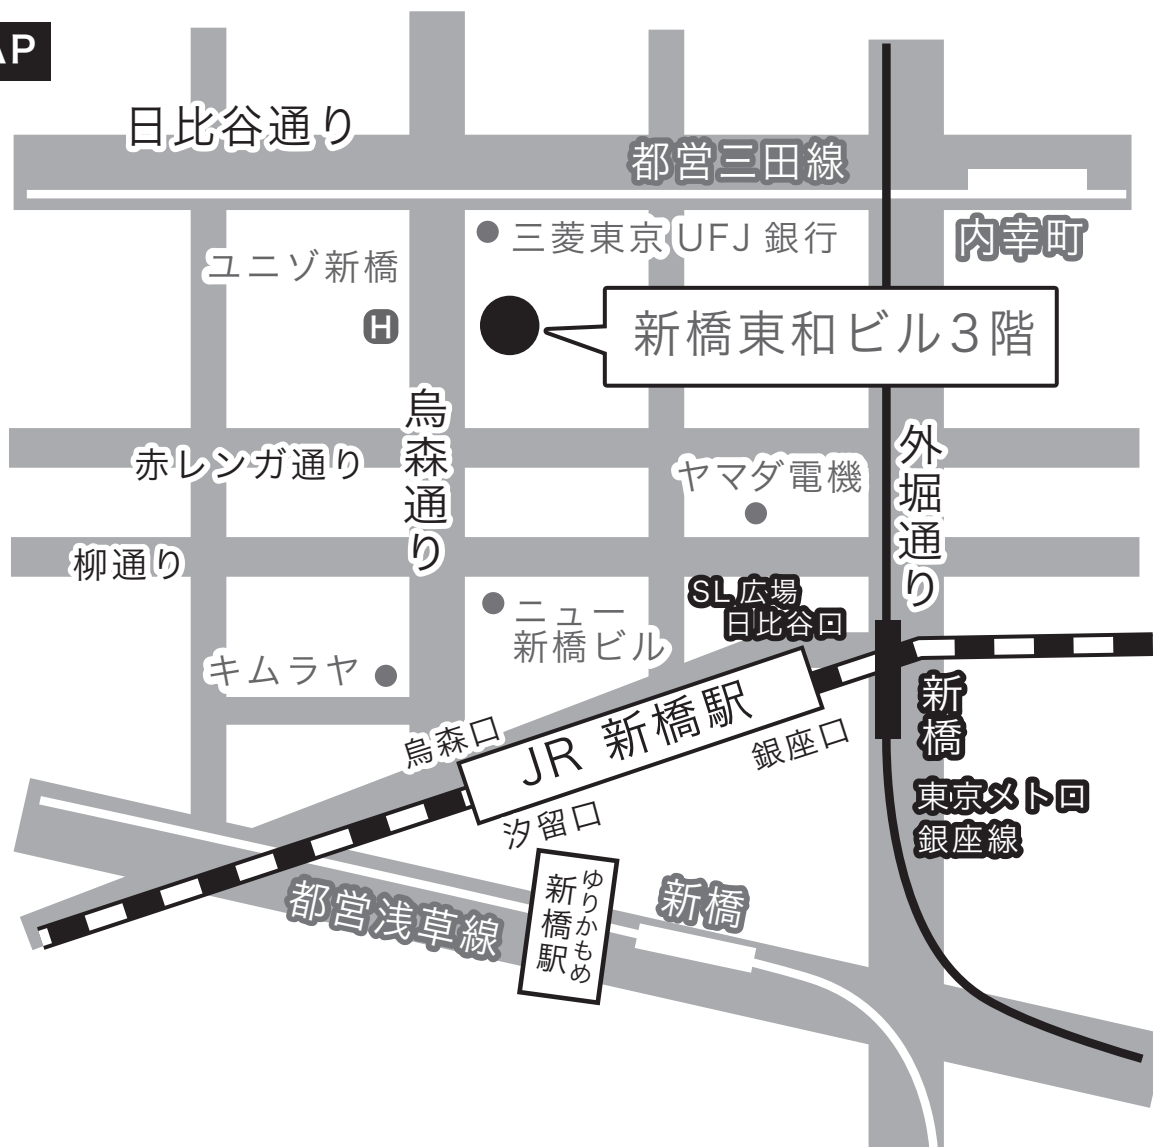 AP
日比谷通り
都営三田線
三菱東京 UFJ 銀行
内幸町
ユニゾ新橋
H
新橋東和ビル3階
烏森通り
外堀通り
赤レンガ通り
ヤマダ電機
柳通り
SL 広場
日比谷口
ニュー
新橋ビル
キムラヤ
烏森口
JR 新橋駅
銀座口
新橋
汐留口
東京メトロ
銀座線
ゆりかもめ
新橋駅
新橋
都営浅草線